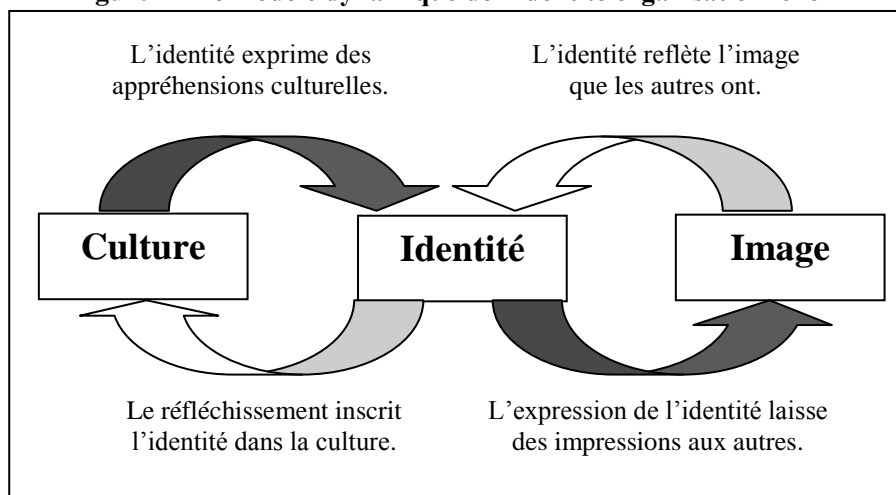 L’identité exprime des
appréhensions culturelles.
L’identité reflète l’image
que les autres ont.
Culture
Identité
Image
Le réfléchissement inscrit
l’identité dans la culture.
L’expression de l’identité laisse
des impressions aux autres.